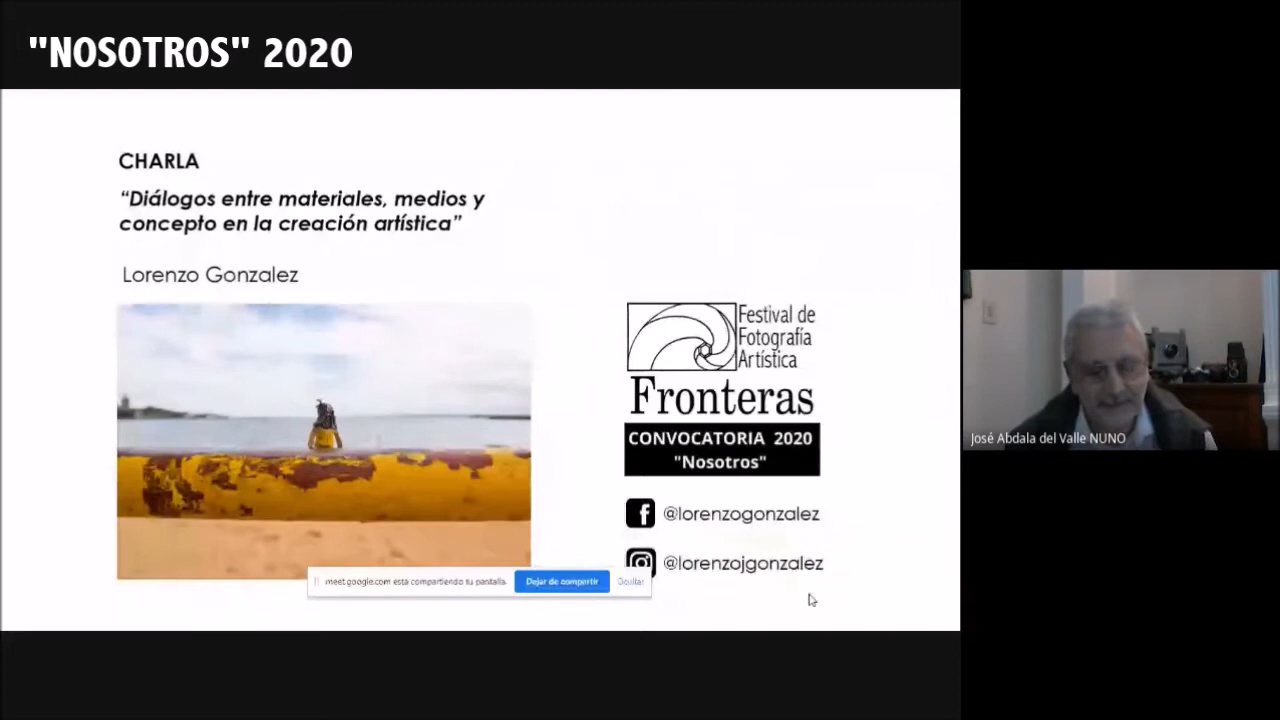 "NOSOTROS" 2020
CHARLA
“Diálogos entre materiales, medios y
concepto en la creación artística”
Lorenzo Gonzalez
Festival de
Fotografía
Artística
Fronteras
CONVOCATORIA 2020
"Nosotros"
@lorenzogonzalez
@lorenzojgonzalez
meet.google.com está compartiendo tu pantalla.
Dejar de compartir
Ocultar
José Abdala del Valle NUNO